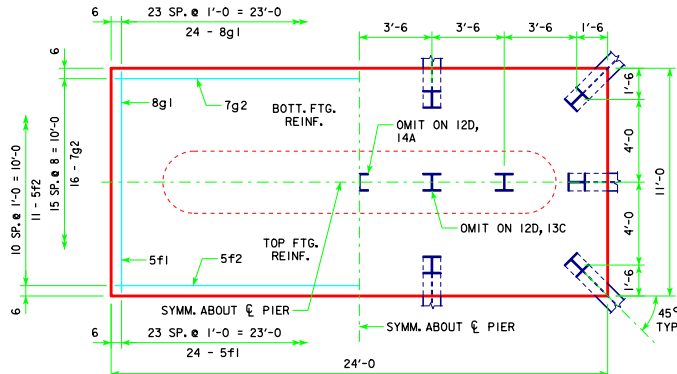 6
23 SP. @ 1'-0 = 23'-0
24 - 8g1
3'-6
3'-6
3'-6
1'-6
6
8g1
7g2
BOTT. FTG.
REINF.
OMIT ON 12D,
14A
1'-6
10 SP. @ 1'-0 = 10'-0
11 - 5f2
15 SP. @ 8 = 10'-0
16 - 7g2
4'-0
11'-0
4'-0
OMIT ON 12D, 13C
TOP FTG.
REINF.
5f1
5f2
1'-6
6
SYMM. ABOUT ℄ PIER
SYMM. ABOUT ℄ PIER
45°
TYP
6
23 SP. @ 1'-0 = 23'-0
24 - 5f1
24'-0